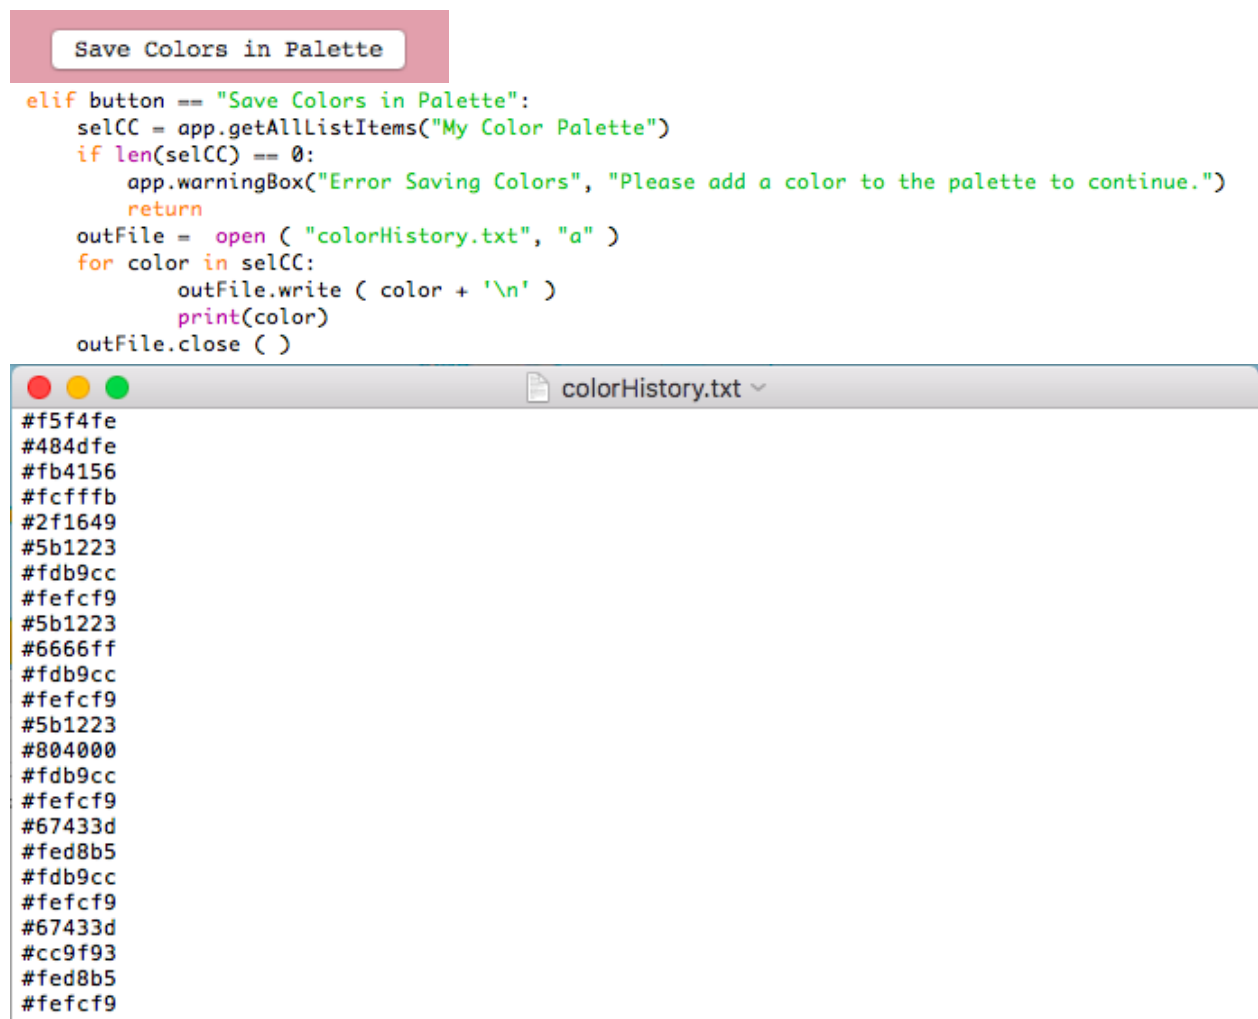 Save Colors in Palette
elif button == "Save Colors in Palette":
    selCC = app.getAllListItems("My Color Palette")
    if len(selCC) == 0:
        app.warningBox("Error Saving Colors", "Please add a color to the palette to continue.")
        return
    outFile =  open ( "colorHistory.txt", "a" )
    for color in selCC:
            outFile.write ( color + '\n' )
            print(color)
    outFile.close ( )
colorHistory.txt
#f5f4fe
#484dfe
#fb4156
#fcfffb
#2f1649
#5b1223
#fdb9cc
#fefcf9
#5b1223
#6666ff
#fdb9cc
#fefcf9
#5b1223
#804000
#fdb9cc
#fefcf9
#67433d
#fed8b5
#fdb9cc
#fefcf9
#67433d
#cc9f93
#fed8b5
#fefcf9